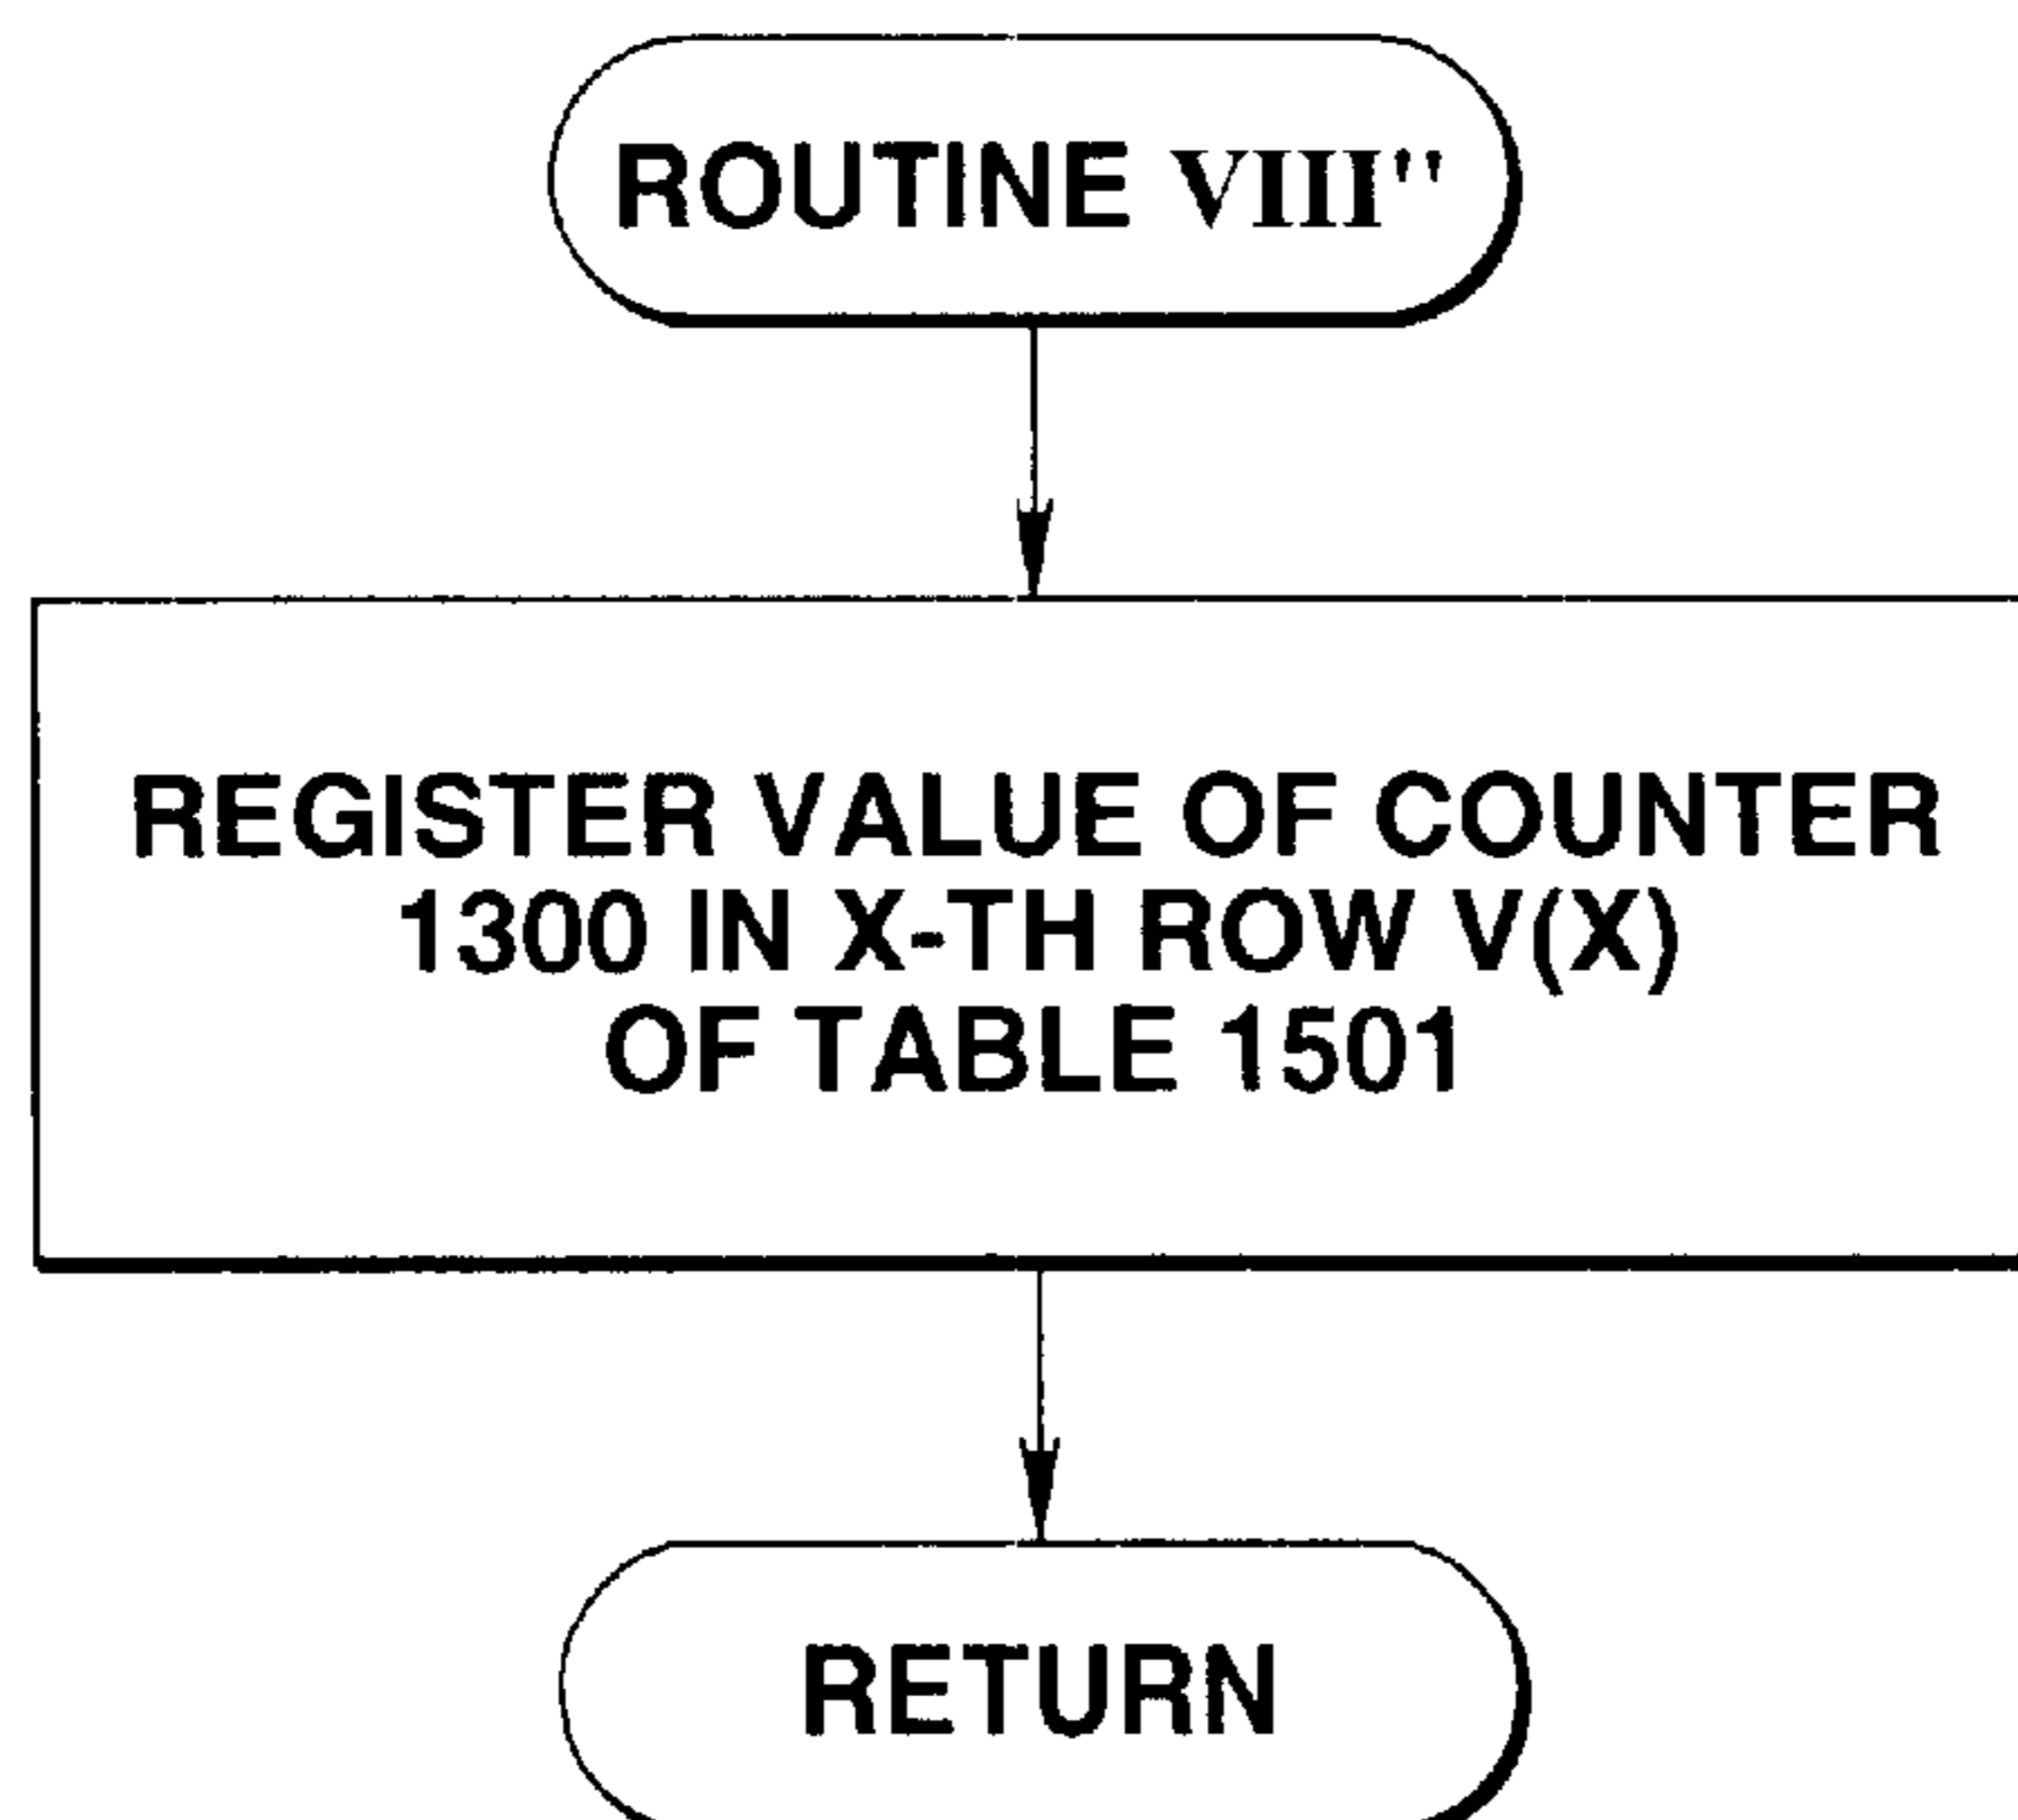 ROUTINE VIII''
REGISTER VALUE OF COUNTER
1300 IN X-TH ROW V(X)
OF TABLE 1501
RETURN